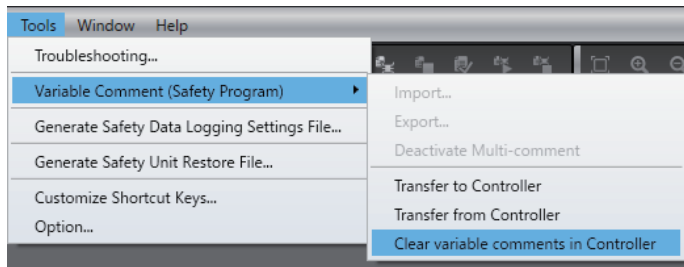 Tools Window Help
Troubleshooting...
Variable Comment (Safety Program)
Generate Safety Data Logging Settings File...
Generate Safety Unit Restore File...
Customize Shortcut Keys...
Option...
Import...
Export...
Deactivate Multi-comment
Transfer to Controller
Transfer from Controller
Clear variable comments in Controller